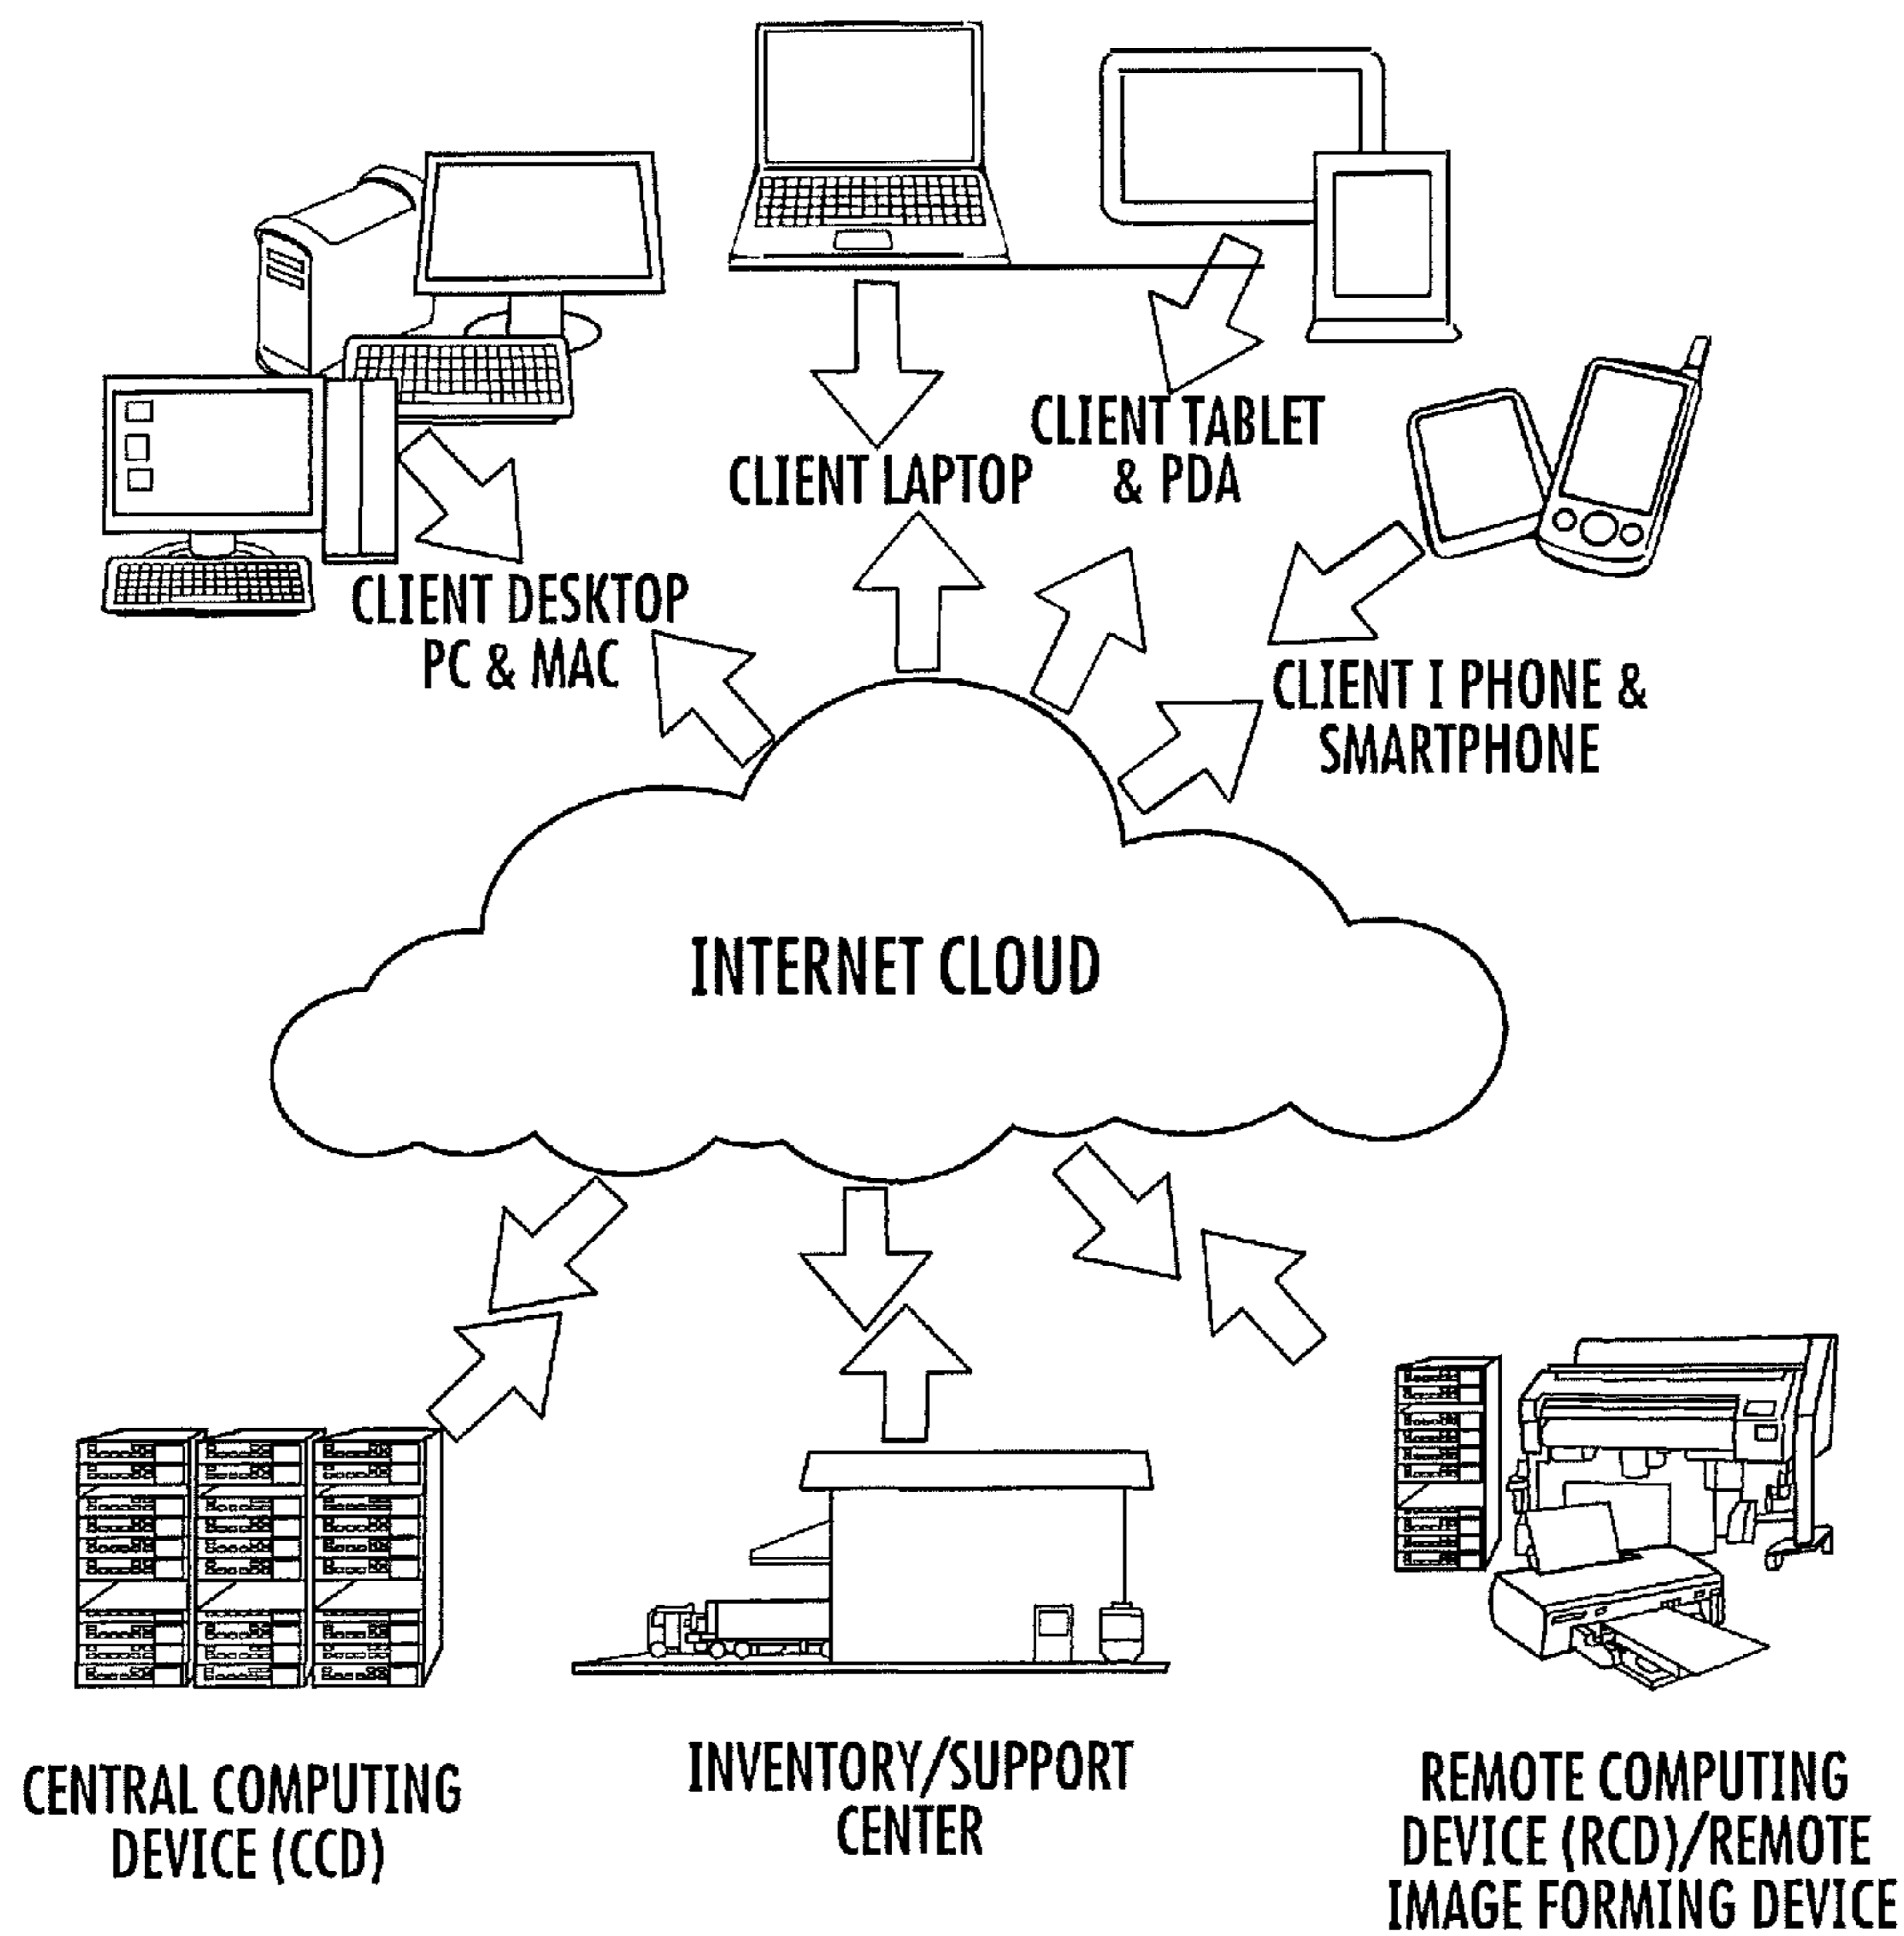 CLIENT TABLET
& PDA
CLIENT LAPTOP
CLIENT DESKTOP
PC & MAC
CLIENT I PHONE &
SMARTPHONE
INTERNET CLOUD
CENTRAL COMPUTING
DEVICE (CCD)
INVENTORY/SUPPORT
CENTER
REMOTE COMPUTING
DEVICE (RCD)/REMOTE
IMAGE FORMING DEVICE